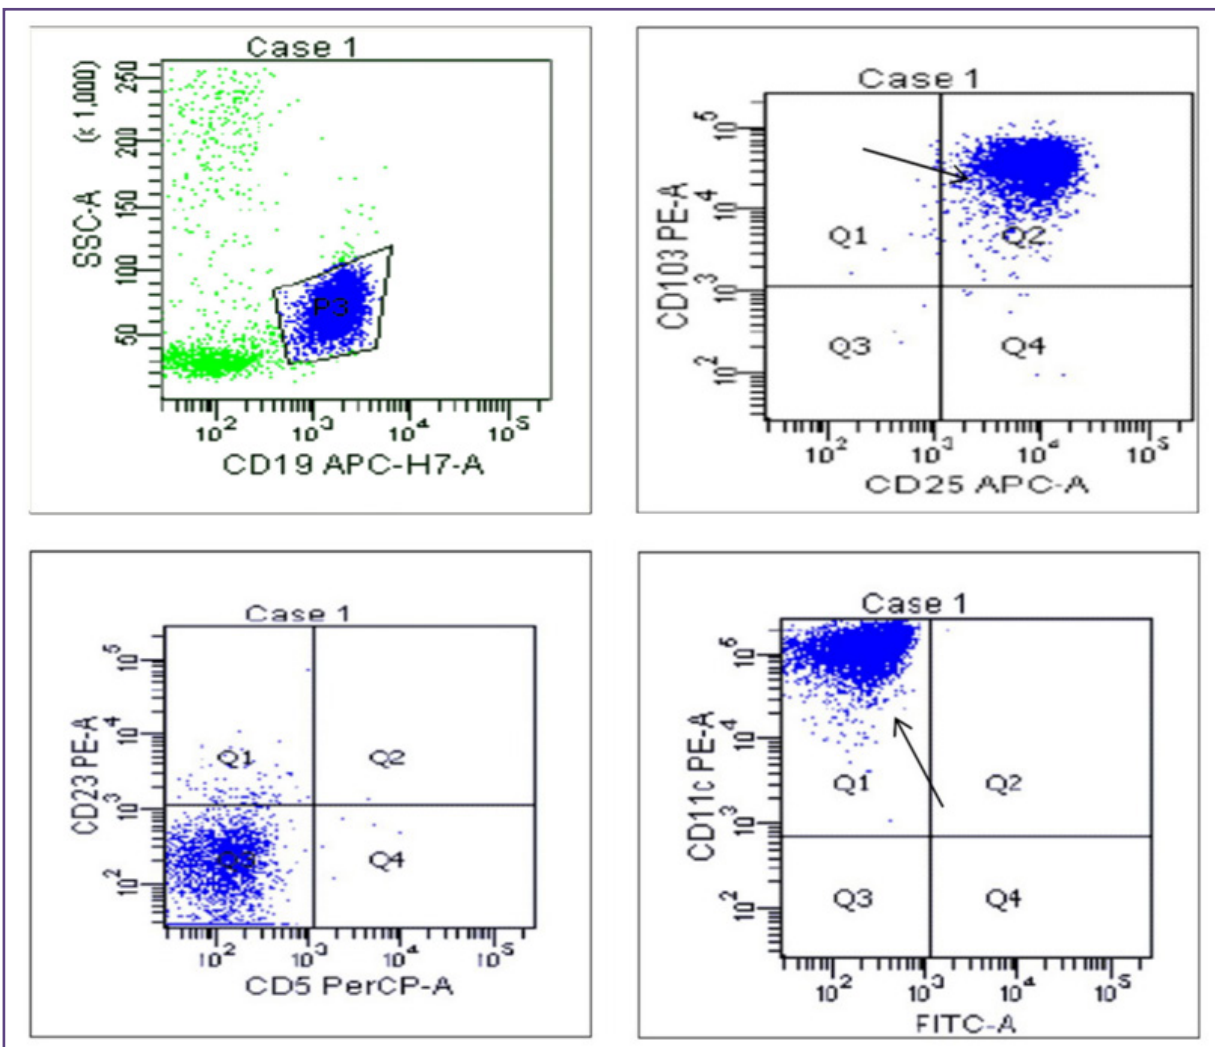 Case 1
SSC-A (x 1,000)
250
200
150
100
50
P3
10² 10³ 10⁴ 10⁵
CD19 APC-H7-A
Case 1
CD103 PE-A
10⁵
10⁴
10³
10²
Q1 Q2
Q3 Q4
10² 10³ 10⁴ 10⁵
CD25 APC-A
Case 1
CD23 PE-A
10⁵
10⁴
10³
10²
Q1 Q2
Q3 Q4
10² 10³ 10⁴ 10⁵
CD5 PerCP-A
Case 1
CD11c PE-A
10⁵
10⁴
10³
10²
Q1 Q2
Q3 Q4
10² 10³ 10⁴ 10⁵
FITC-A